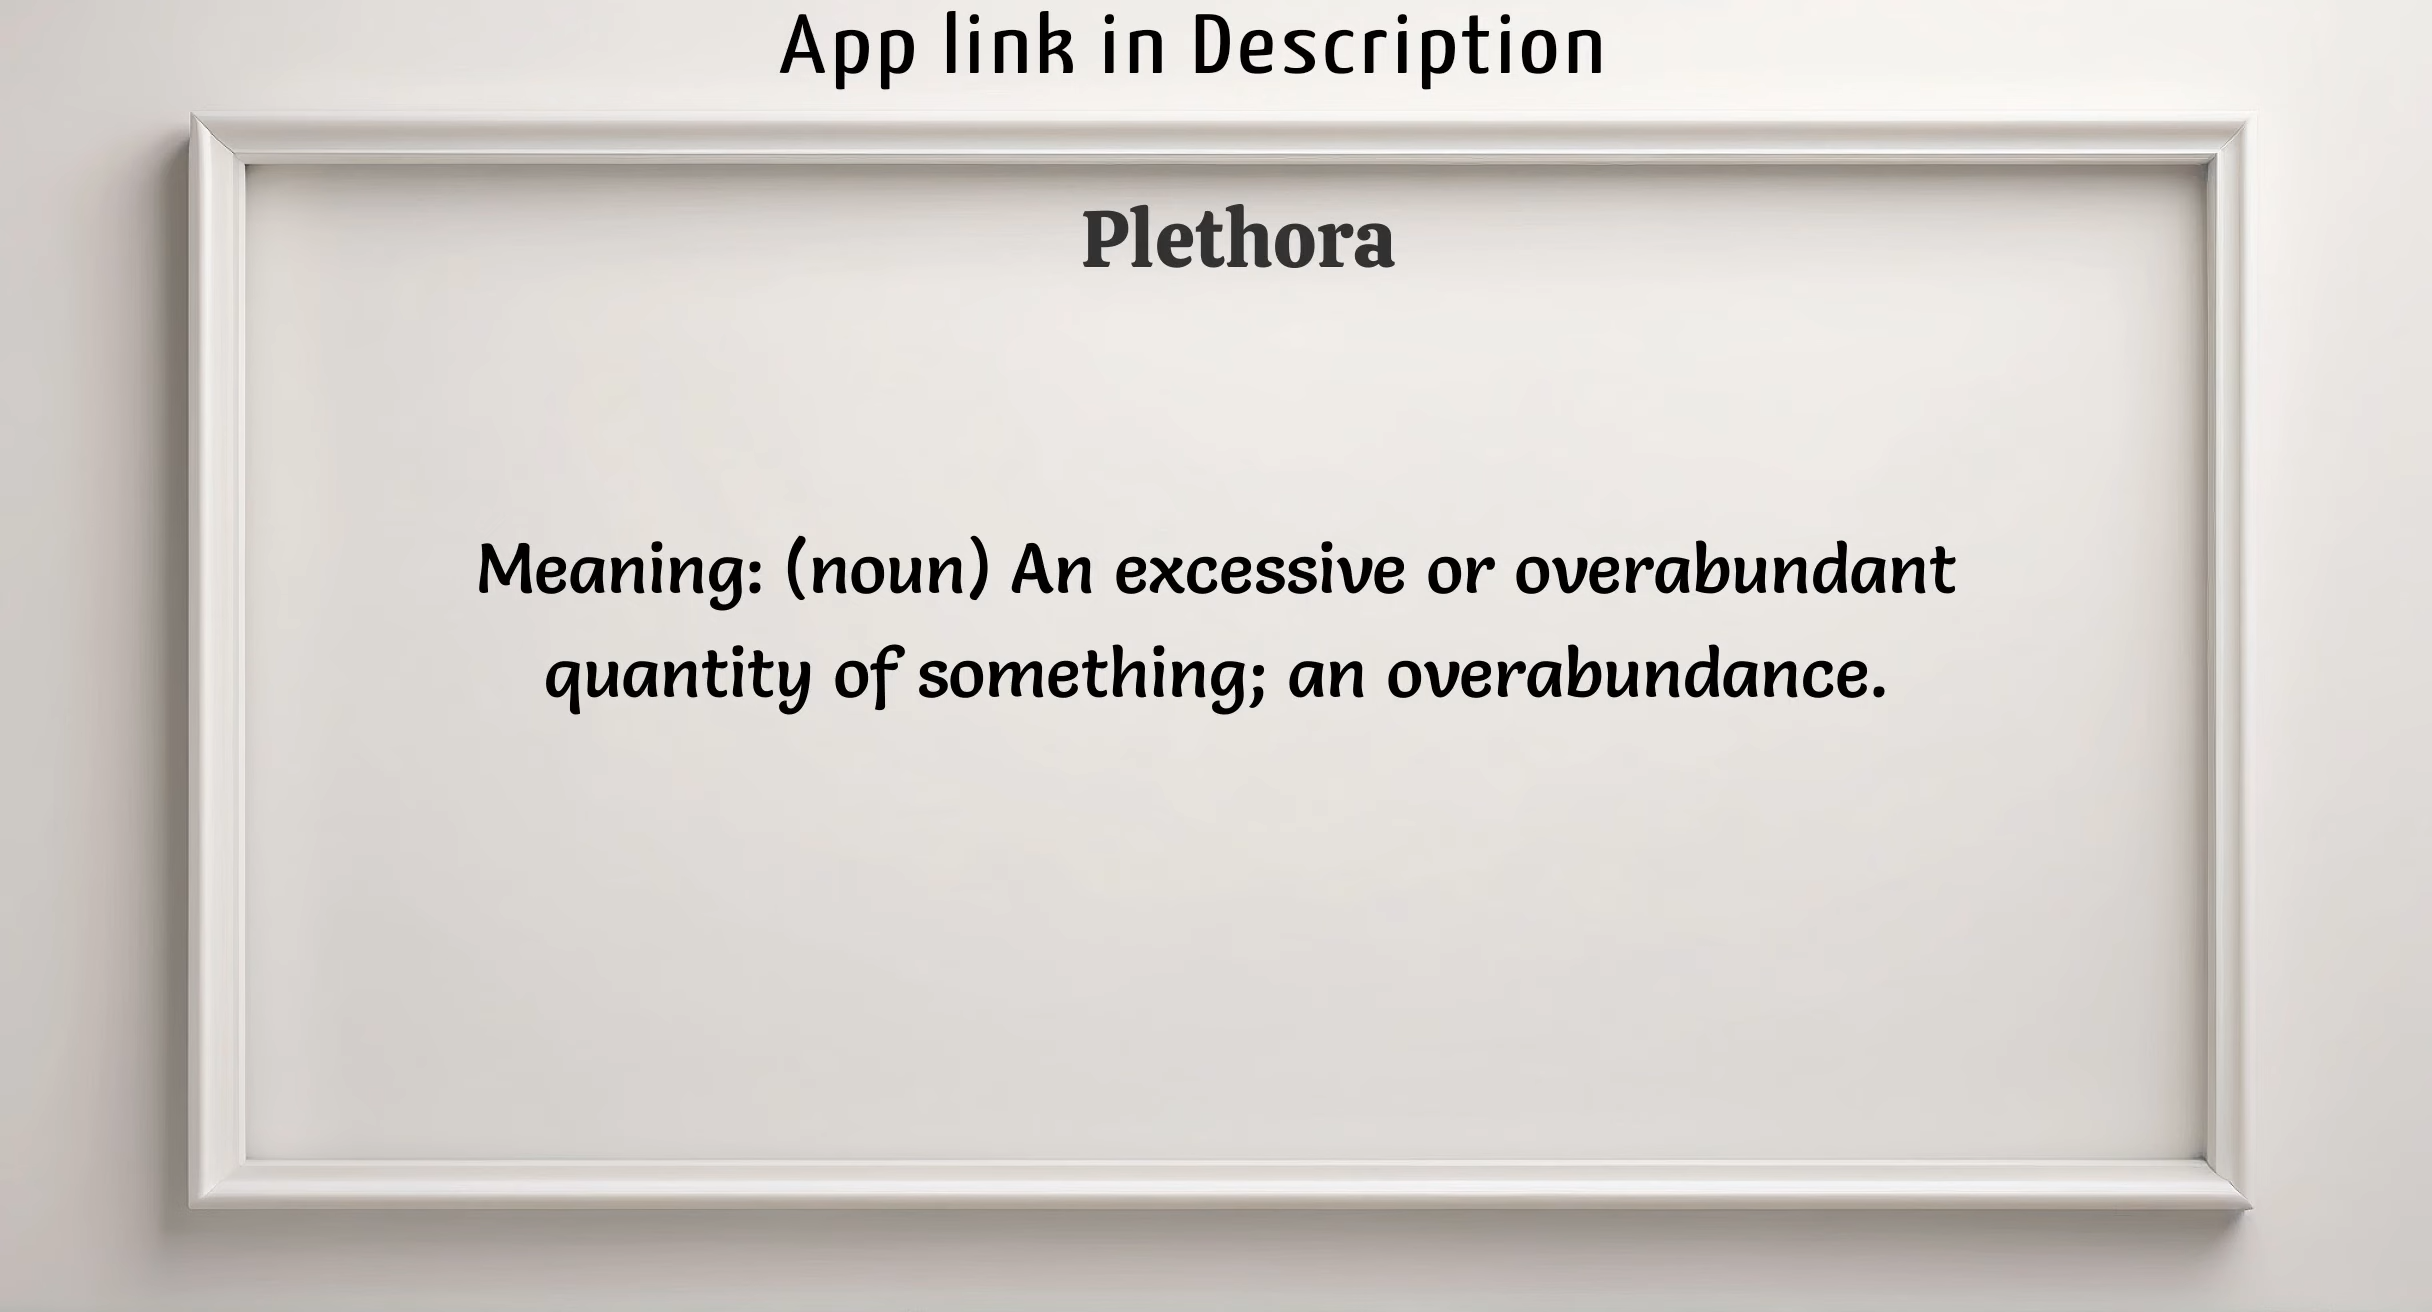 App link in Description
Plethora
Meaning: (noun) An excessive or overabundant
quantity of something; an overabundance.